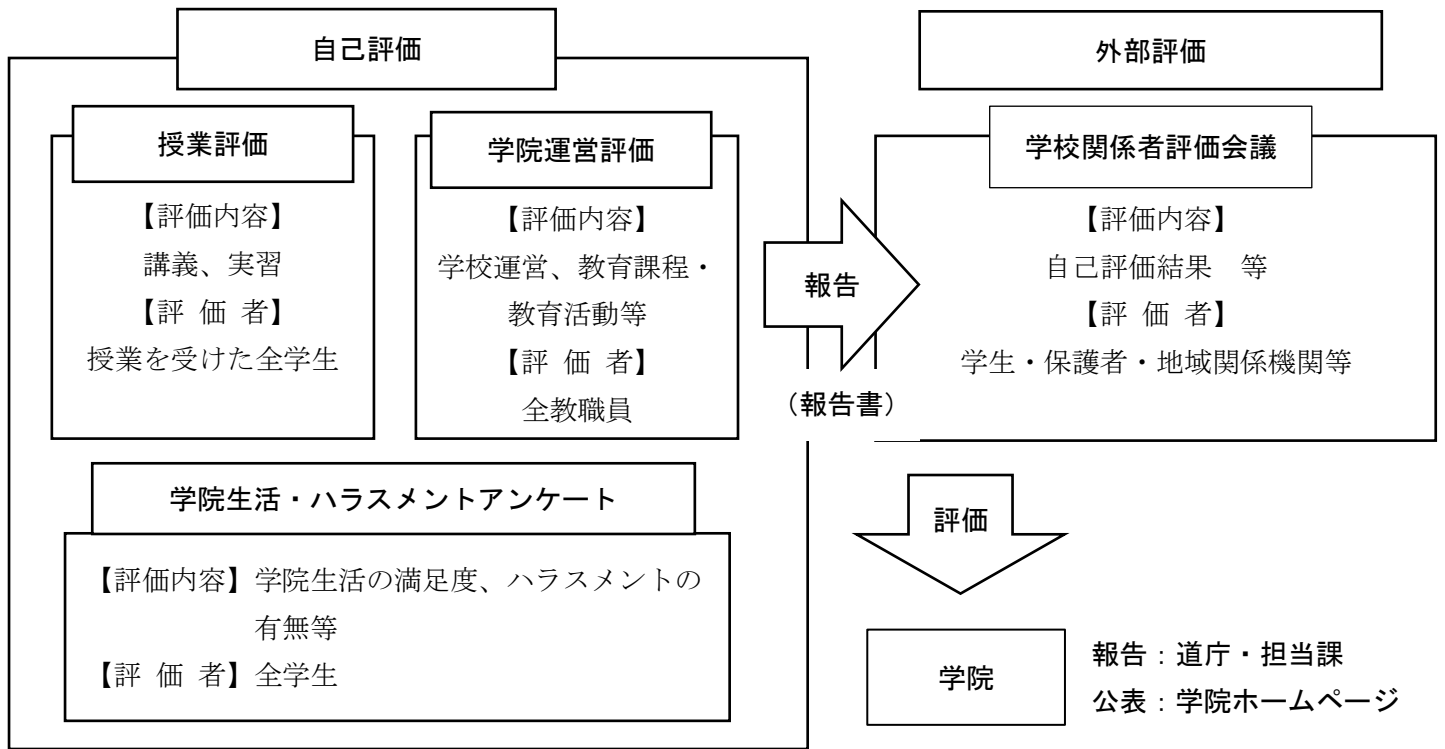 自己評価
授業評価
【評価内容】
講義、実習
【評 価 者】
授業を受けた全学生
学院運営評価
【評価内容】
学校運営、教育課程・
教育活動等
【評 価 者】
全教職員
学院生活・ハラスメントアンケート
【評価内容】学院生活の満足度、ハラスメントの
有無等
【評 価 者】全学生
報告
（報告書）
外部評価
学校関係者評価会議
【評価内容】
自己評価結果　等
【評 価 者】
学生・保護者・地域関係機関等
評価
学院
報告：道庁・担当課
公表：学院ホームページ